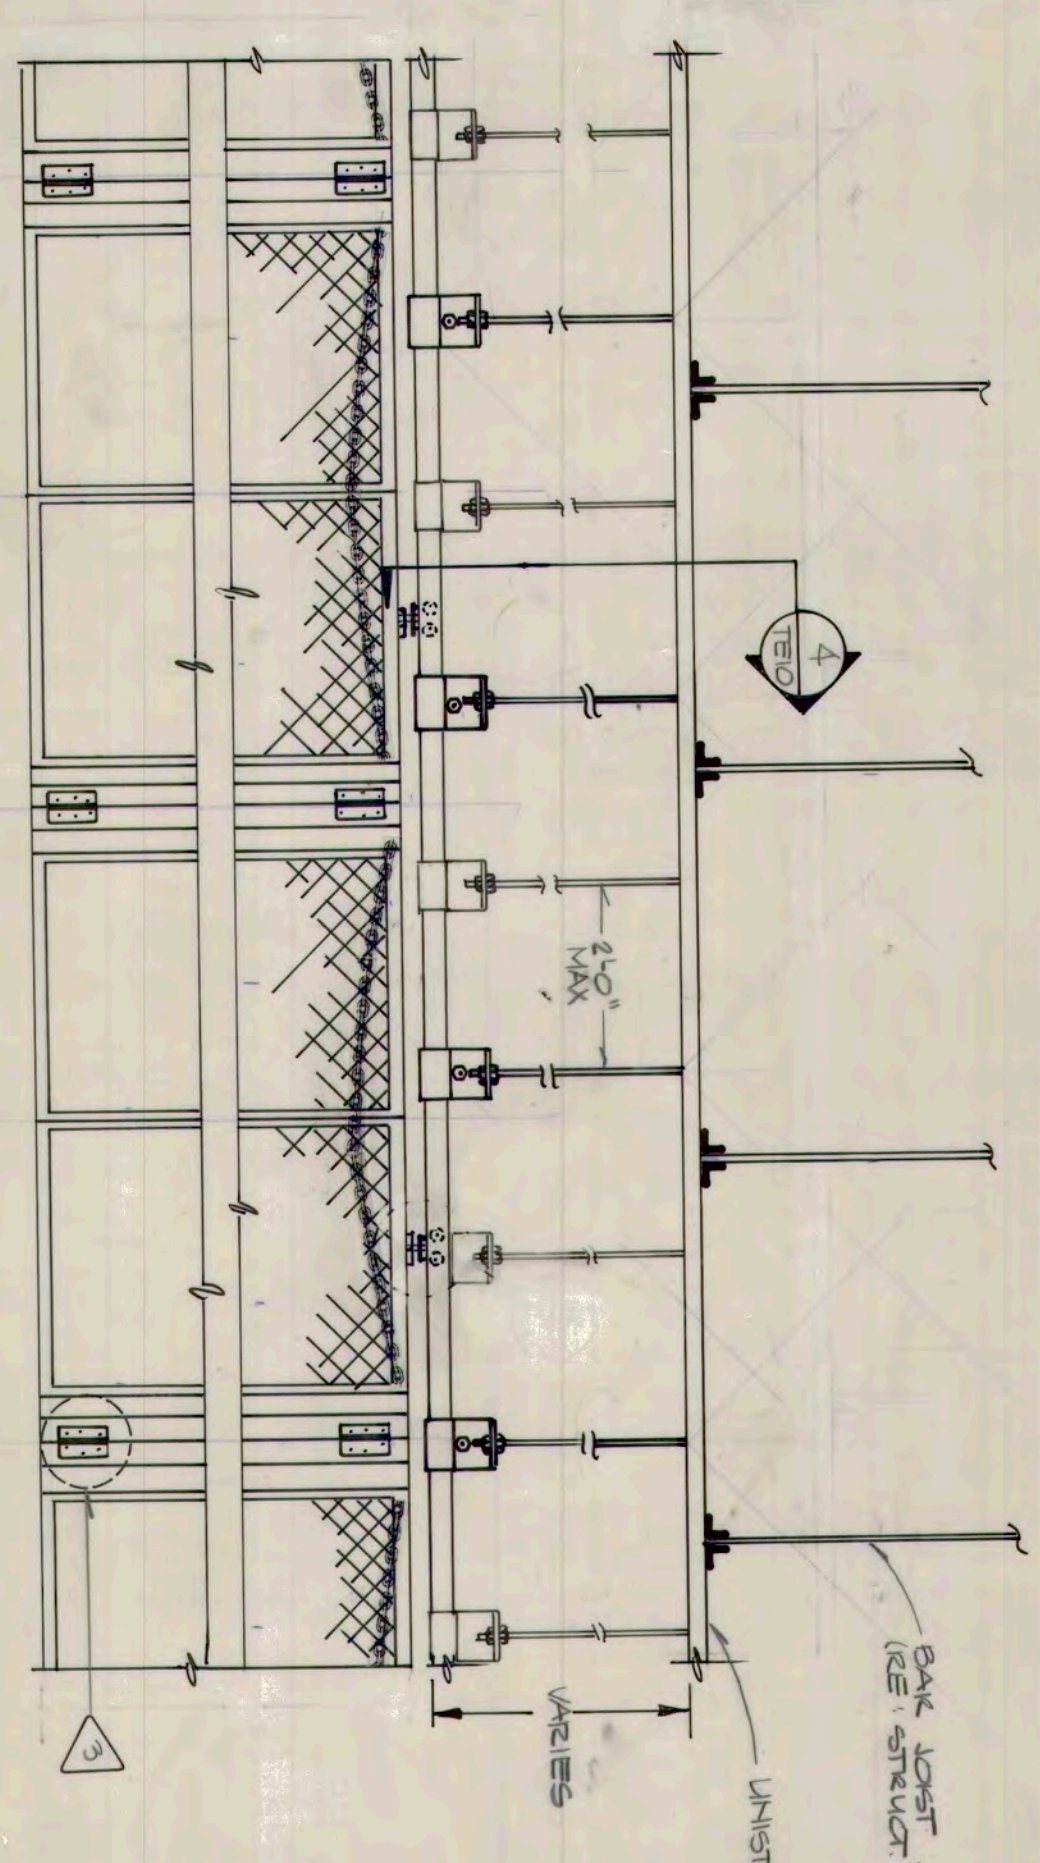 BAR JOIST
(RE: STRUCT.
UNIST
4
TE10
2'-0"
MAX
VARIES
3